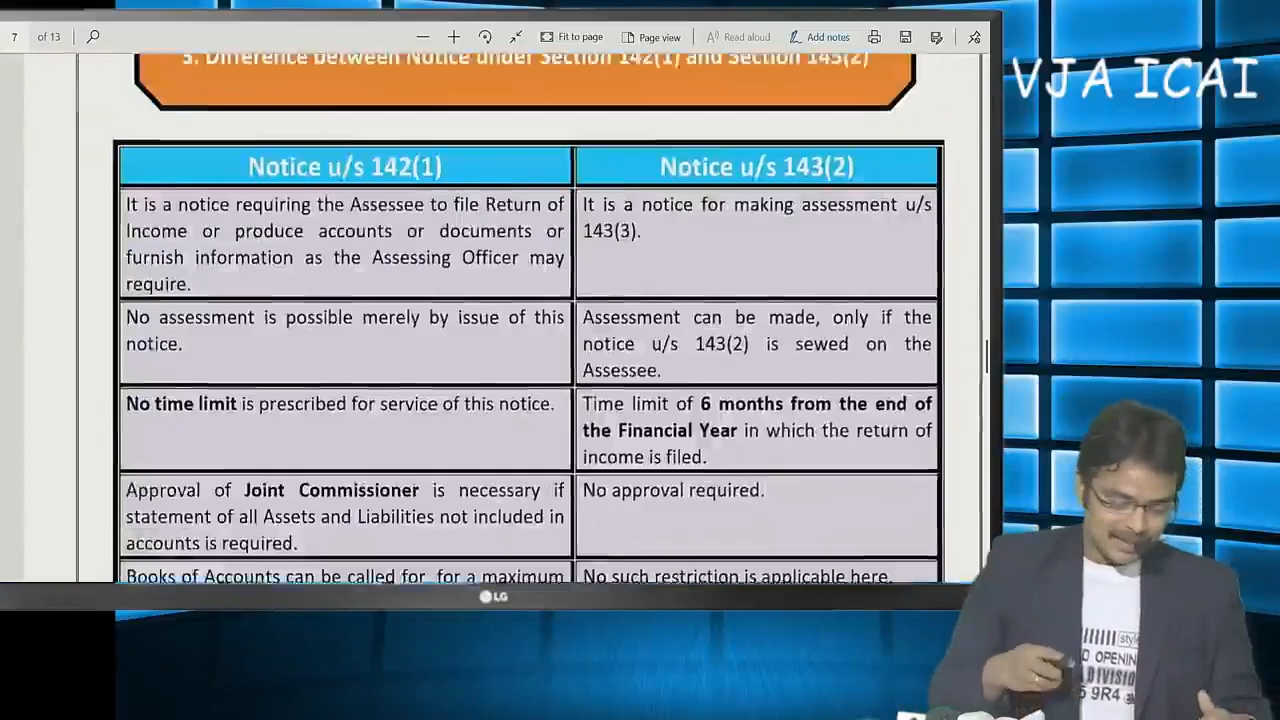 7 of 13
Fit to page
Page view
Read aloud
Add notes
3. Difference between Notice under Section 142(1) and Section 143(2)
VJA ICAI
Notice u/s 142(1)
Notice u/s 143(2)
It is a notice requiring the Assessee to file Return of
Income or produce accounts or documents or
furnish information as the Assessing Officer may
require.
It is a notice for making assessment u/s
143(3).
No assessment is possible merely by issue of this
notice.
Assessment can be made, only if the
notice u/s 143(2) is sewed on the
Assessee.
No time limit is prescribed for service of this notice.
Time limit of 6 months from the end of
the Financial Year in which the return of
income is filed.
Approval of Joint Commissioner is necessary if
statement of all Assets and Liabilities not included in
accounts is required.
No approval required.
Books of Accounts can be called for for a maximum
No such restriction is applicable here.
LG
style
OPENIN
DIVISION
5 9R4